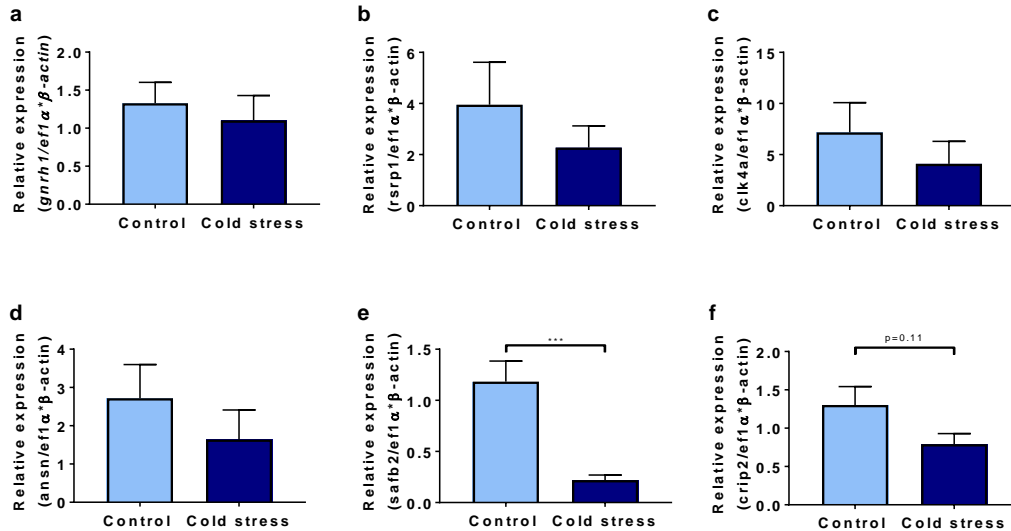 a
Relative expression
(gnrh1/ef1α*β-actin
2.0
1.5
1.0
0.5
0.0
Control Cold stress
b
Relative expression
(rsrp1/ef1α*β-actin)
6
4
2
0
Control Cold stress
c
Relative expression
(clk4a/ef1α*β-actin)
15
10
5
0
Control Cold stress
d
Relative expression
(ansn/ef1α*β-actin)
4
3
2
1
0
Control Cold stress
e
Relative expression
(safb2/ef1α*β-actin)
1.5
1.0
0.5
0.0
***
Control Cold stress
f
Relative expression
(crip2/ef1α*β-actin)
2.0
1.5
1.0
0.5
0.0
p=0.11
Control Cold stress